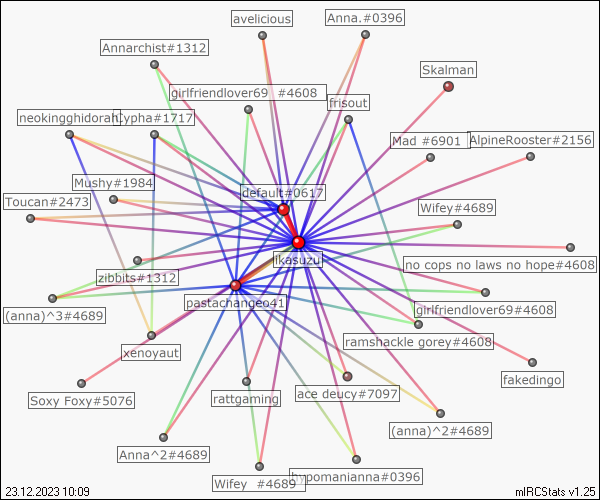 avelicious
Anna.#0396
Annarchist#1312
Skalman
girlfriendlover69 #4608
frisout
neokingghidorah
Cypha#1717
Mad #6901
AlpineRooster#2156
Mushy#1984
default#0617
Toucan#2473
Wifey#4689
ikasuzu
no cops no laws no hope#4608
zibbits#1312
pastachangeo41
girlfriendlover69#4608
(anna)^3#4689
ramshackle gorey#4608
xenoyaut
fakedingo
Soxy Foxy#5076
rattgaming
ace deucy#7097
(anna)^2#4689
Anna^2#4689
Wifey #4689
hypomanianna#0396
23.12.2023 10:09
mIRCStats v1.25